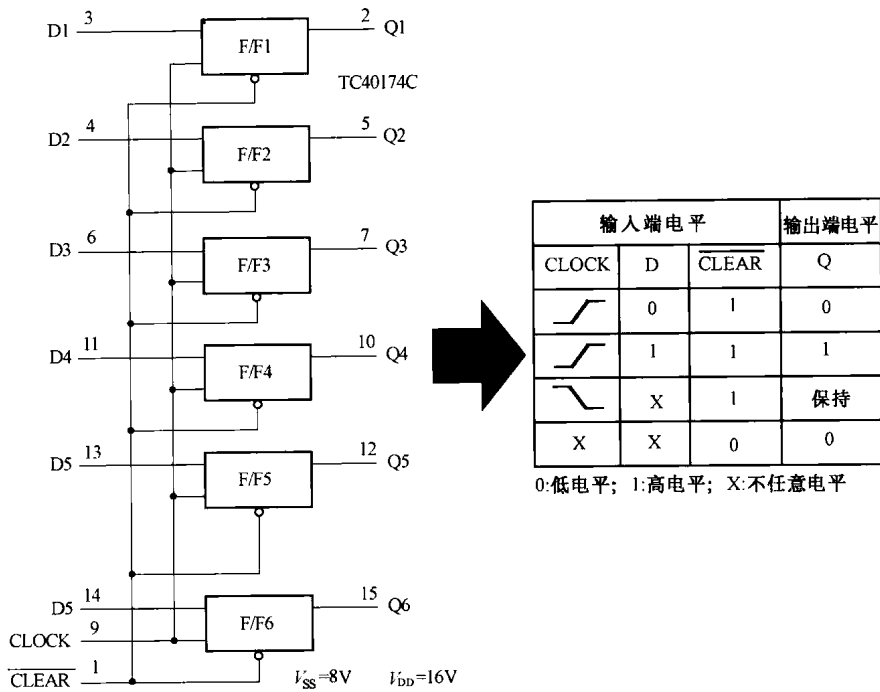 D1 3 F/F1 2 Q1
TC40174C
D2 4 F/F2 5 Q2
D3 6 F/F3 7 Q3
D4 11 F/F4 10 Q4
D5 13 F/F5 12 Q5
D5 14 F/F6 15 Q6
CLOCK 9
CLEAR 1
VSS=8V VDD=16V
输入端电平 输出端电平
CLOCK D CLEAR Q
0 1 0
1 1 1
X 1 保持
X X 0 0
0:低电平; 1:高电平; X:不任意电平